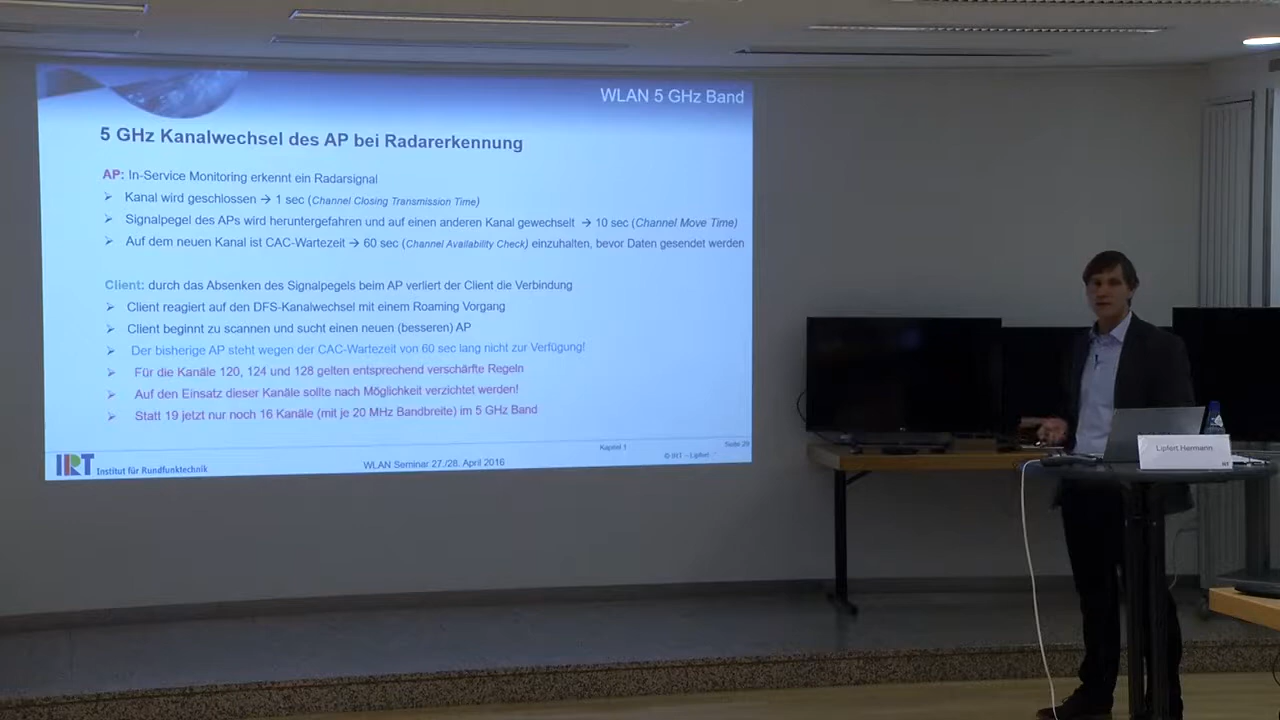 WLAN 5 GHz Band
5 GHz Kanalwechsel des AP bei Radarerkennung
AP: In-Service Monitoring erkennt ein Radarsignal
➢ Kanal wird geschlossen → 1 sec (Channel Closing Transmission Time)
➢ Signalpegel des APs wird heruntergefahren und auf einen anderen Kanal gewechselt → 10 sec (Channel Move Time)
➢ Auf dem neuen Kanal ist CAC-Wartezeit → 60 sec (Channel Availability Check) einzuhalten, bevor Daten gesendet werden
Client: durch das Absenken des Signalpegels beim AP verliert der Client die Verbindung
➢ Client reagiert auf den DFS-Kanalwechsel mit einem Roaming Vorgang
➢ Client beginnt zu scannen und sucht einen neuen (besseren) AP
➢ Der bisherige AP steht wegen der CAC-Wartezeit von 60 sec lang nicht zur Verfügung!
➢ Für die Kanäle 120, 124 und 128 gelten entsprechend verschärfte Regeln
➢ Auf den Einsatz dieser Kanäle sollte nach Möglichkeit verzichtet werden!
➢ Statt 19 jetzt nur noch 16 Kanäle (mit je 20 MHz Bandbreite) im 5 GHz Band
IRT Institut für Rundfunktechnik
WLAN Seminar 27./28. April 2016
Kapitel 1
Seite 29
© IRT – Lipfert
Lipfert Hermann
IRT